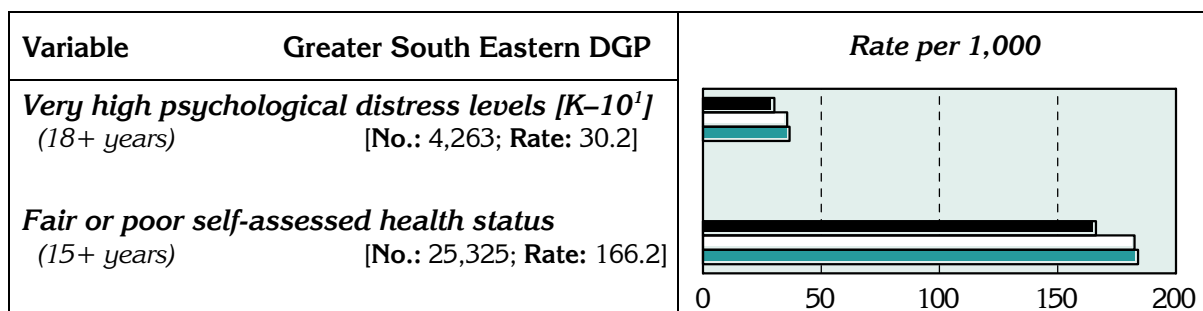 Variable Greater South Eastern DGP Rate per 1,000
Very high psychological distress levels [K–10¹]
(18+ years) [No.: 4,263; Rate: 30.2]
Fair or poor self-assessed health status
(15+ years) [No.: 25,325; Rate: 166.2]
0 50 100 150 200